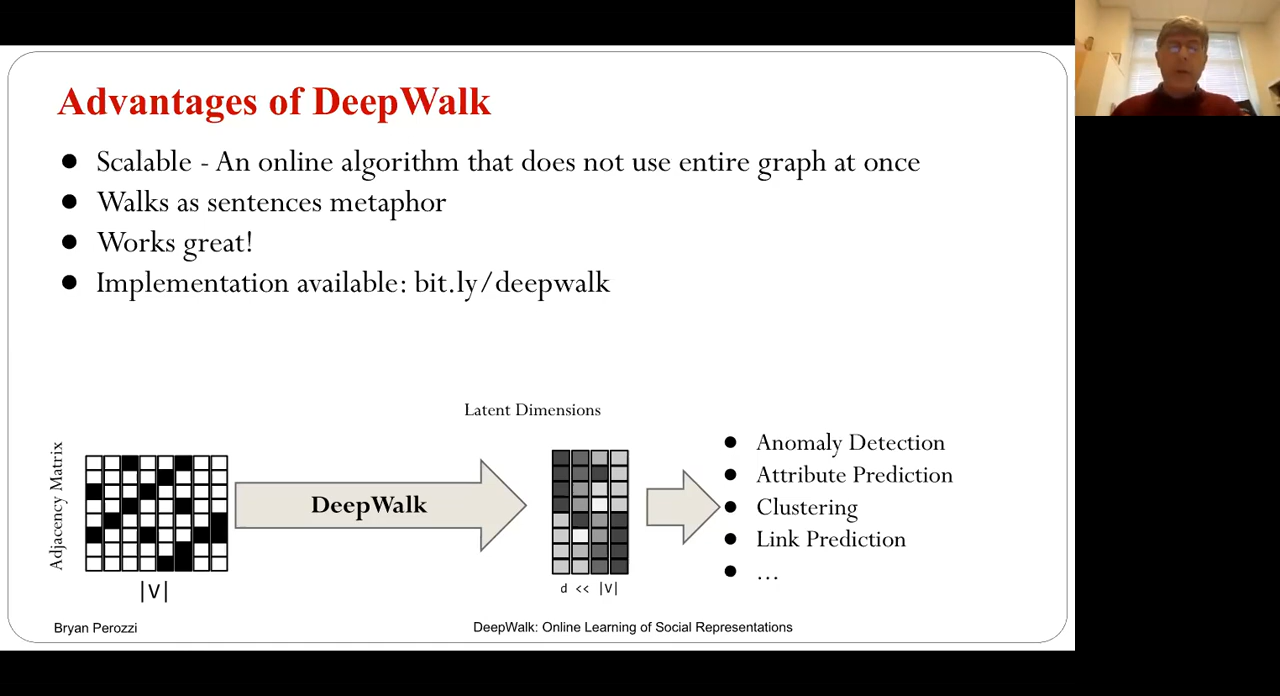 Advantages of DeepWalk
● Scalable - An online algorithm that does not use entire graph at once
● Walks as sentences metaphor
● Works great!
● Implementation available: bit.ly/deepwalk
Adjacency Matrix
|V|
DeepWalk
Latent Dimensions
d << |V|
● Anomaly Detection
● Attribute Prediction
● Clustering
● Link Prediction
● …
Bryan Perozzi
DeepWalk: Online Learning of Social Representations